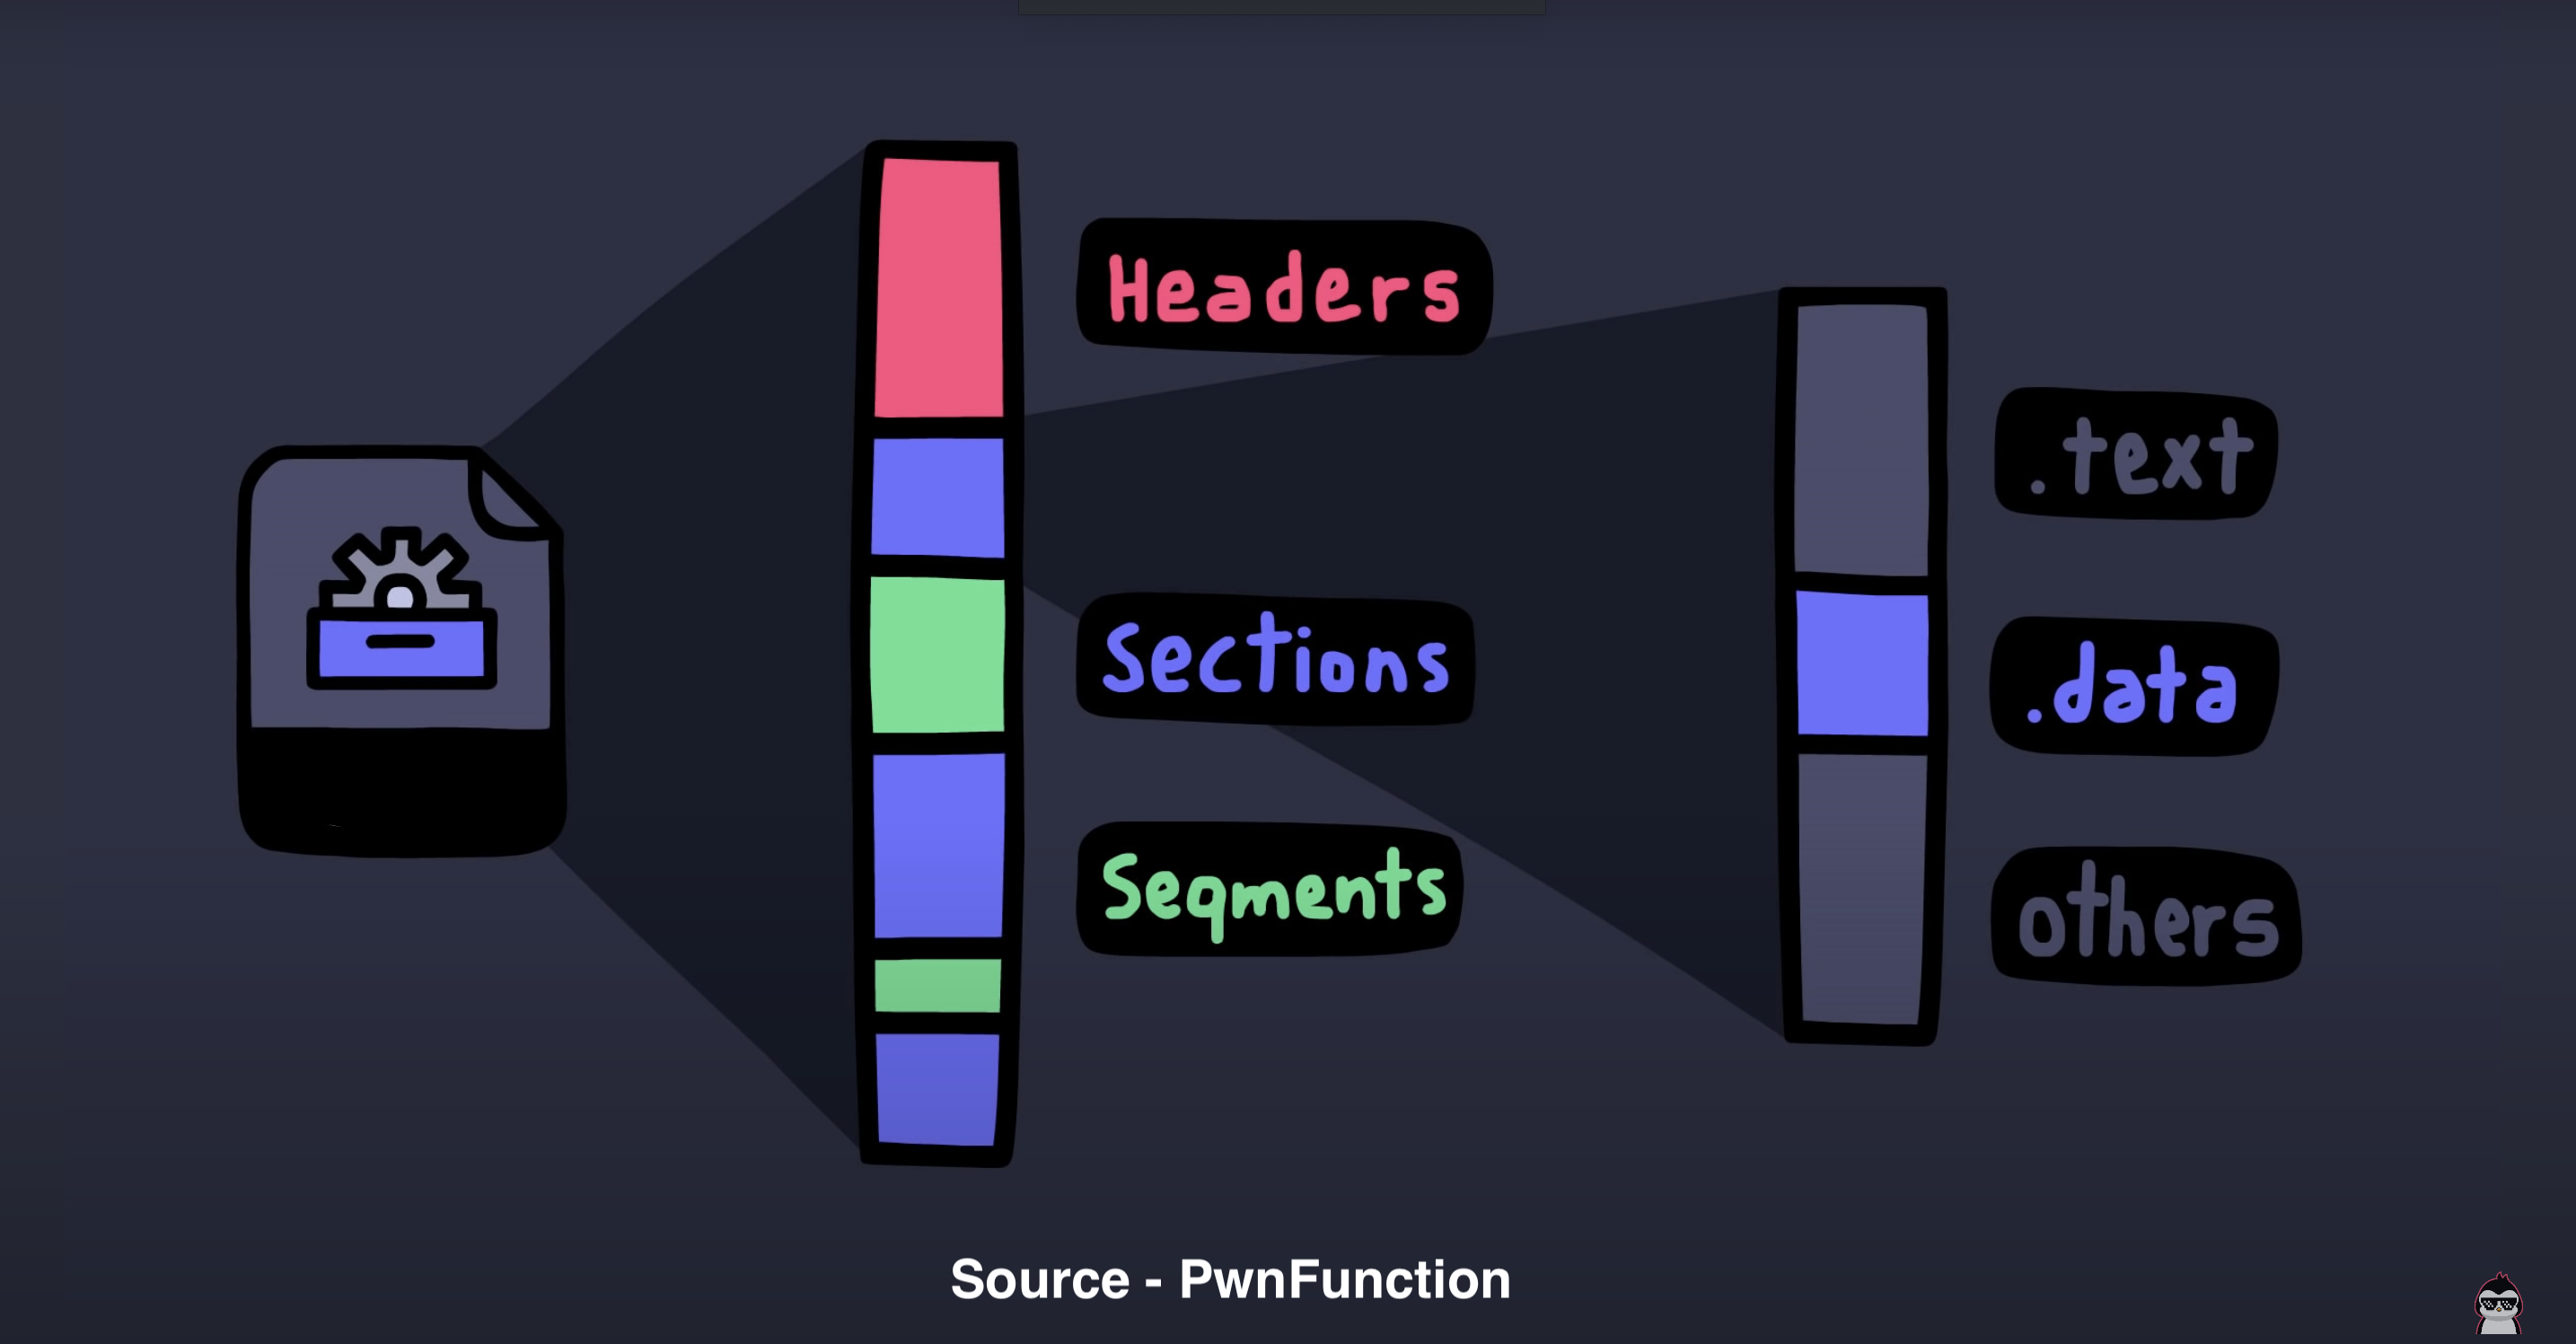 Headers
Sections
Segments
.text
.data
others
Source - PwnFunction